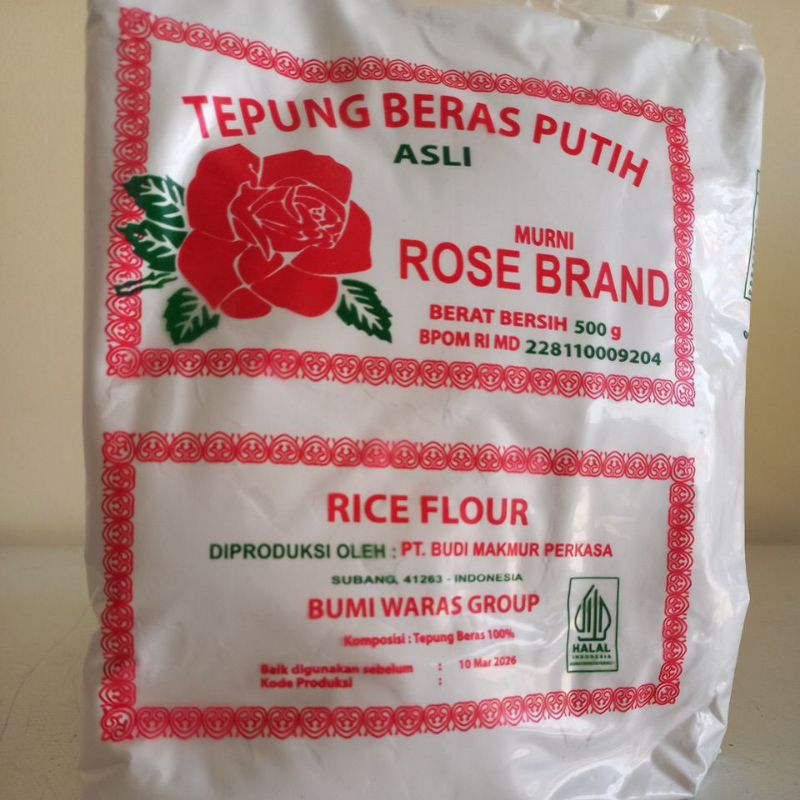 TEPUNG BERAS PUTIH
ASLI
MURNI
ROSE BRAND
BERAT BERSIH 500 g
BPOM RI MD 228110009204
RICE FLOUR
DIPRODUKSI OLEH : PT. BUDI MAKMUR PERKASA
SUBANG, 41263 - INDONESIA
BUMI WARAS GROUP
Komposisi : Tepung Beras 100%
HALAL
INDONESIA
Baik digunakan sebelum : 10 Mar 2026
Kode Produksi :